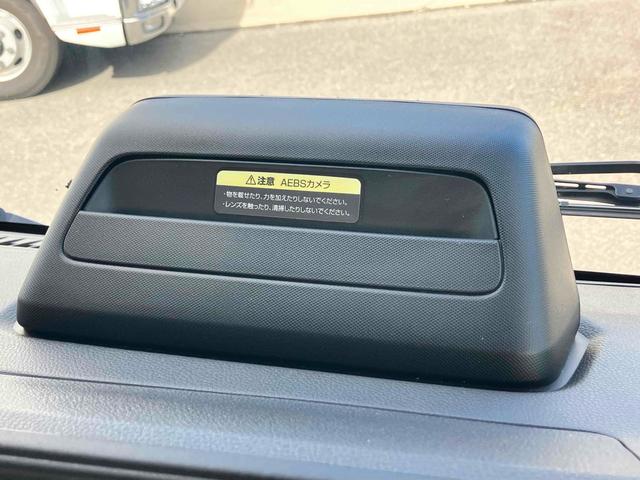 ⚠注意 AEBSカメラ
・物を載せたり、力を加えたりしないでください。
・レンズを触ったり、清掃したりしないでください。